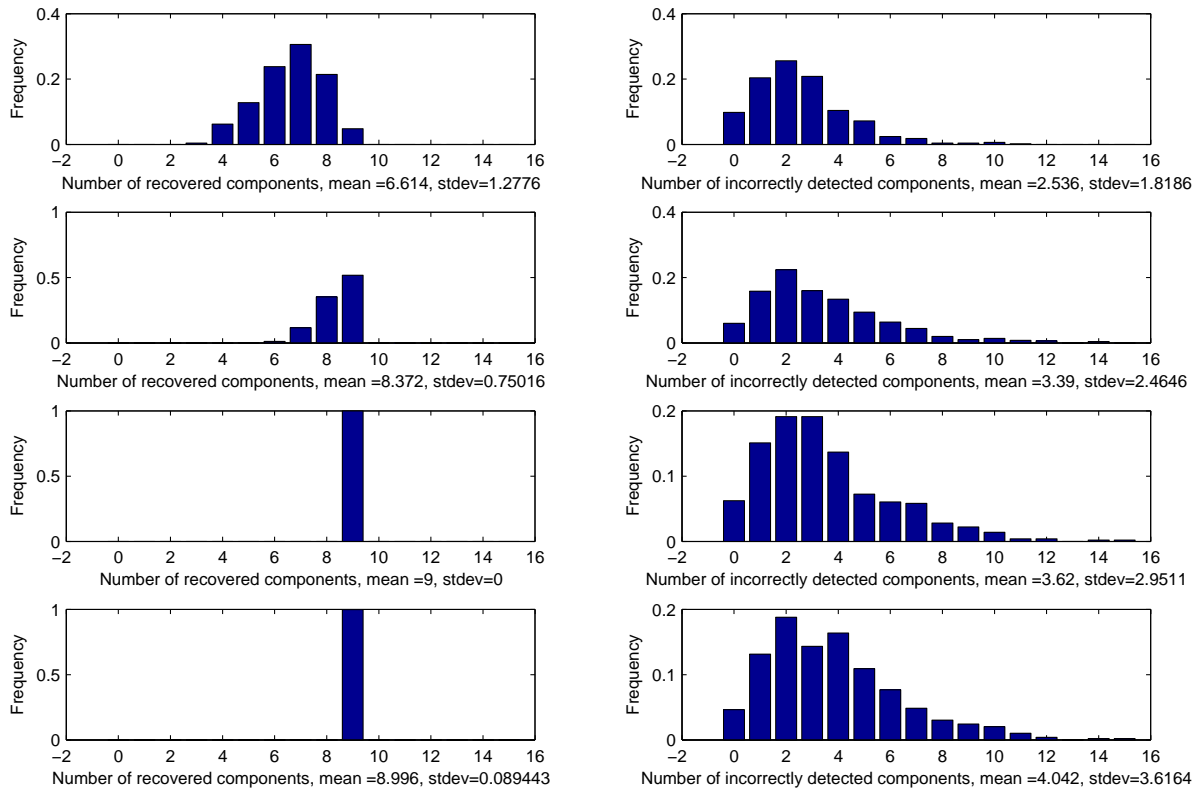 0.4
0.2
0
Frequency
−2 0 2 4 6 8 10 12 14 16
Number of recovered components, mean =6.614, stdev=1.2776
0.4
0.2
0
Frequency
−2 0 2 4 6 8 10 12 14 16
Number of incorrectly detected components, mean =2.536, stdev=1.8186
1
0.5
0
Frequency
−2 0 2 4 6 8 10 12 14 16
Number of recovered components, mean =8.372, stdev=0.75016
0.4
0.2
0
Frequency
−2 0 2 4 6 8 10 12 14 16
Number of incorrectly detected components, mean =3.39, stdev=2.4646
1
0.5
0
Frequency
−2 0 2 4 6 8 10 12 14 16
Number of recovered components, mean =9, stdev=0
0.2
0.1
0
Frequency
−2 0 2 4 6 8 10 12 14 16
Number of incorrectly detected components, mean =3.62, stdev=2.9511
1
0.5
0
Frequency
−2 0 2 4 6 8 10 12 14 16
Number of recovered components, mean =8.996, stdev=0.089443
0.2
0.1
0
Frequency
−2 0 2 4 6 8 10 12 14 16
Number of incorrectly detected components, mean =4.042, stdev=3.6164